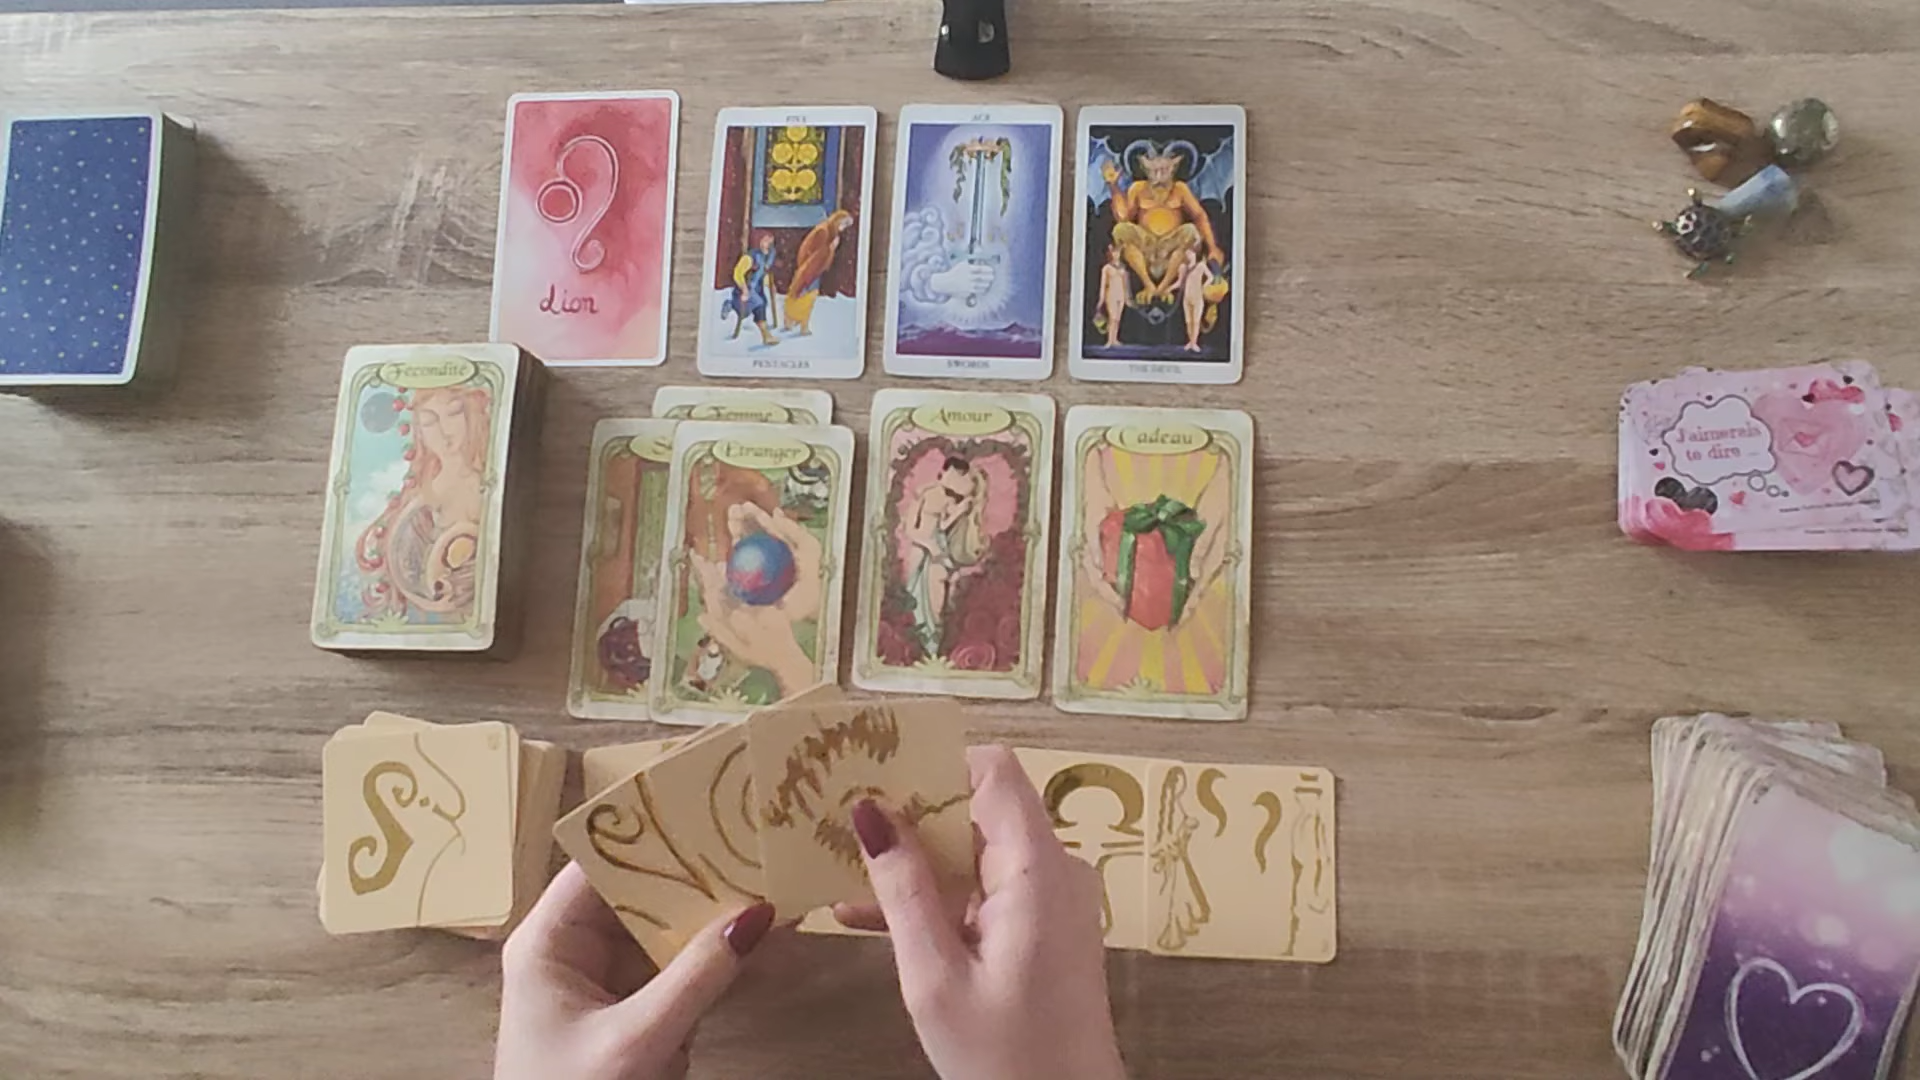 FIVE
ACE
XV
Lion
PENTACLES
SWORDS
THE DEVIL
Fécondité
Femme
Amour
Cadeau
Etranger
J'aimerais
te dire ...